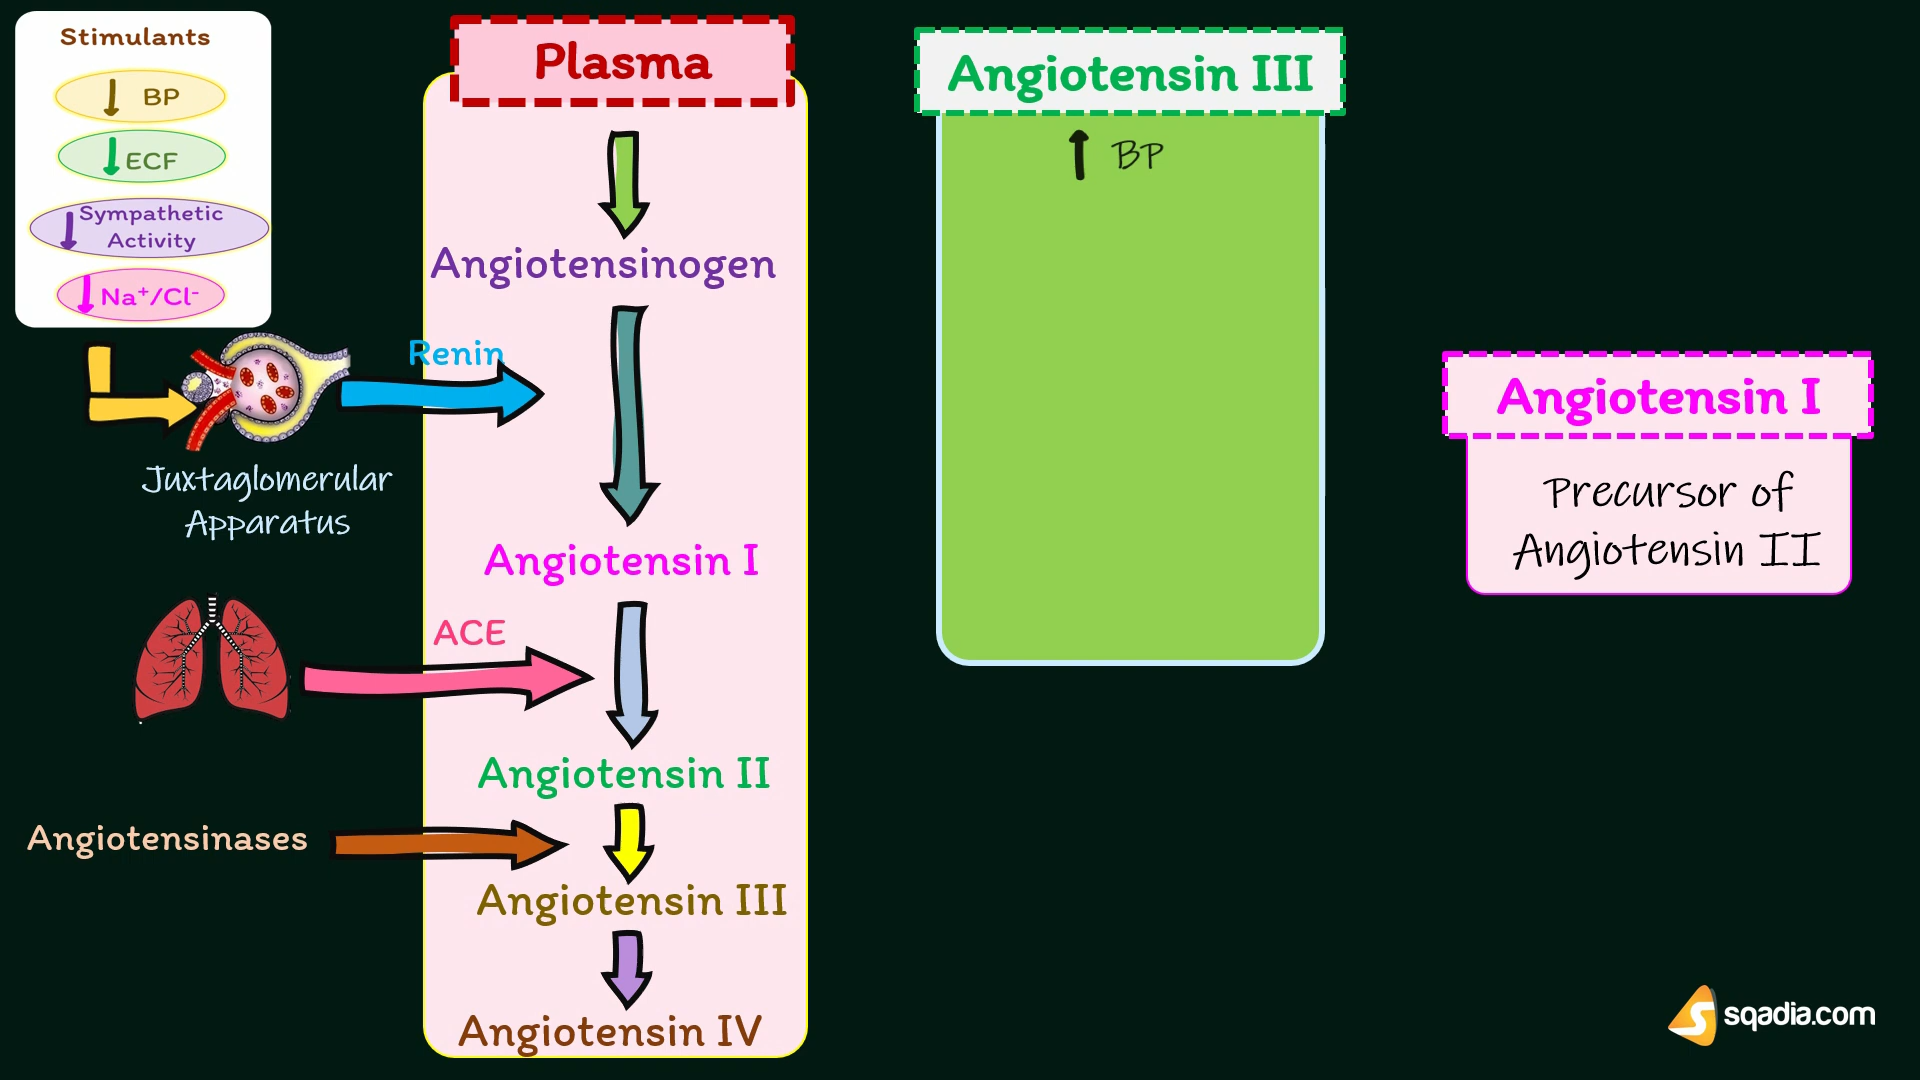 Stimulants
BP
ECF
Sympathetic
Activity
Na⁺/Cl⁻
Juxtaglomerular
Apparatus
Angiotensinases
Plasma
Angiotensinogen
Renin
Angiotensin I
ACE
Angiotensin II
Angiotensin III
Angiotensin IV
Angiotensin III
BP
Angiotensin I
Precursor of
Angiotensin II
sqadia.com